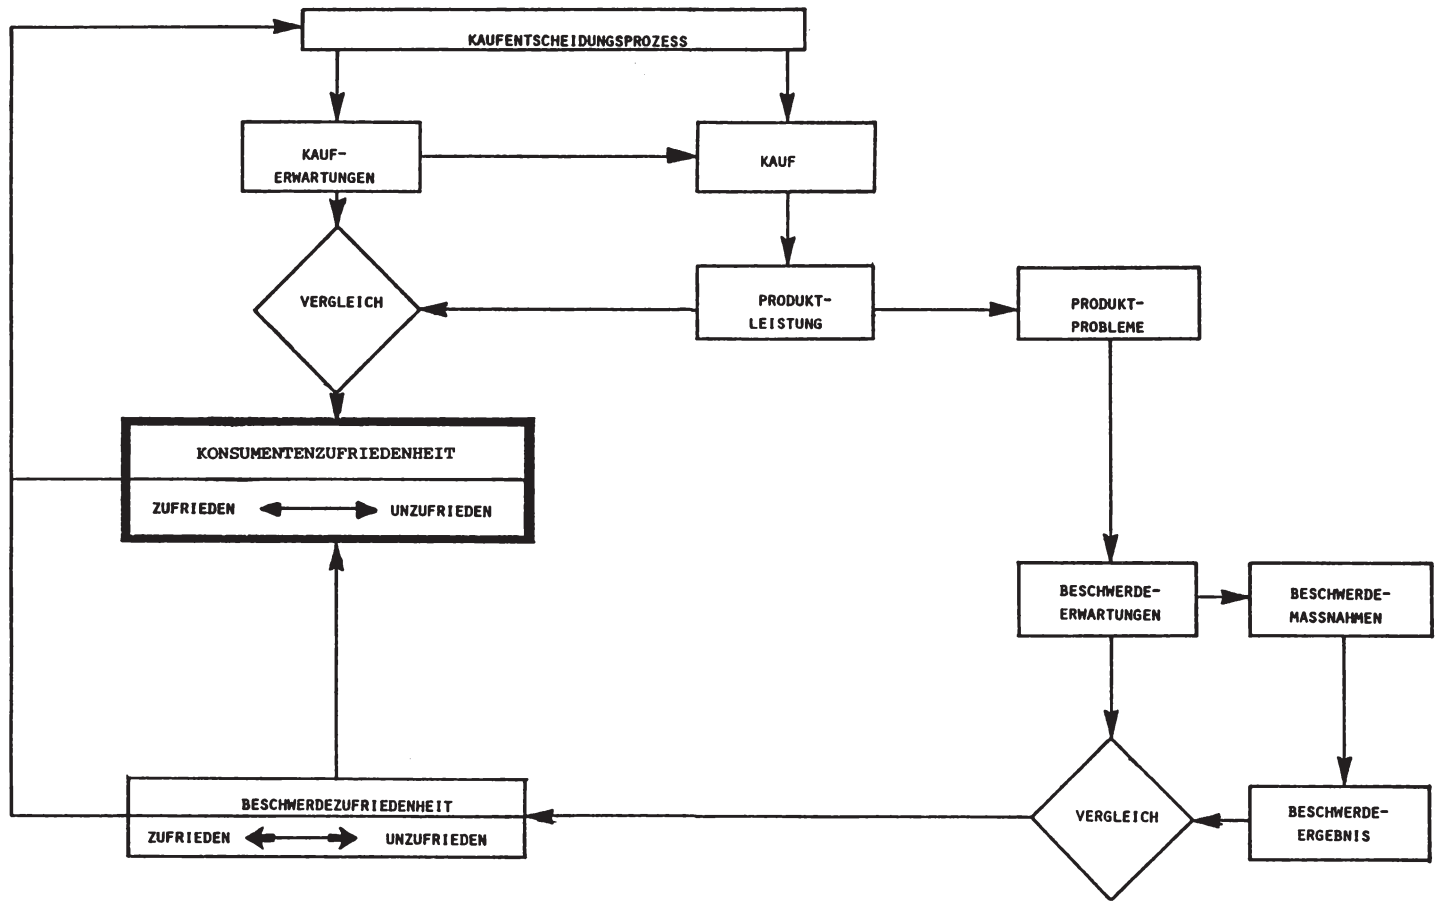 KAUFENTSCHEIDUNGSPROZESS
KAUF-
ERWARTUNGEN
KAUF
VERGLEICH
PRODUKT-
LEISTUNG
PRODUKT-
PROBLEME
KONSUMENTENZUFRIEDENHEIT
ZUFRIEDEN UNZUFRIEDEN
BESCHWERDE-
ERWARTUNGEN
BESCHWERDE-
MASSNAHMEN
BESCHWERDEZUFRIEDENHEIT
ZUFRIEDEN UNZUFRIEDEN
VERGLEICH
BESCHWERDE-
ERGEBNIS